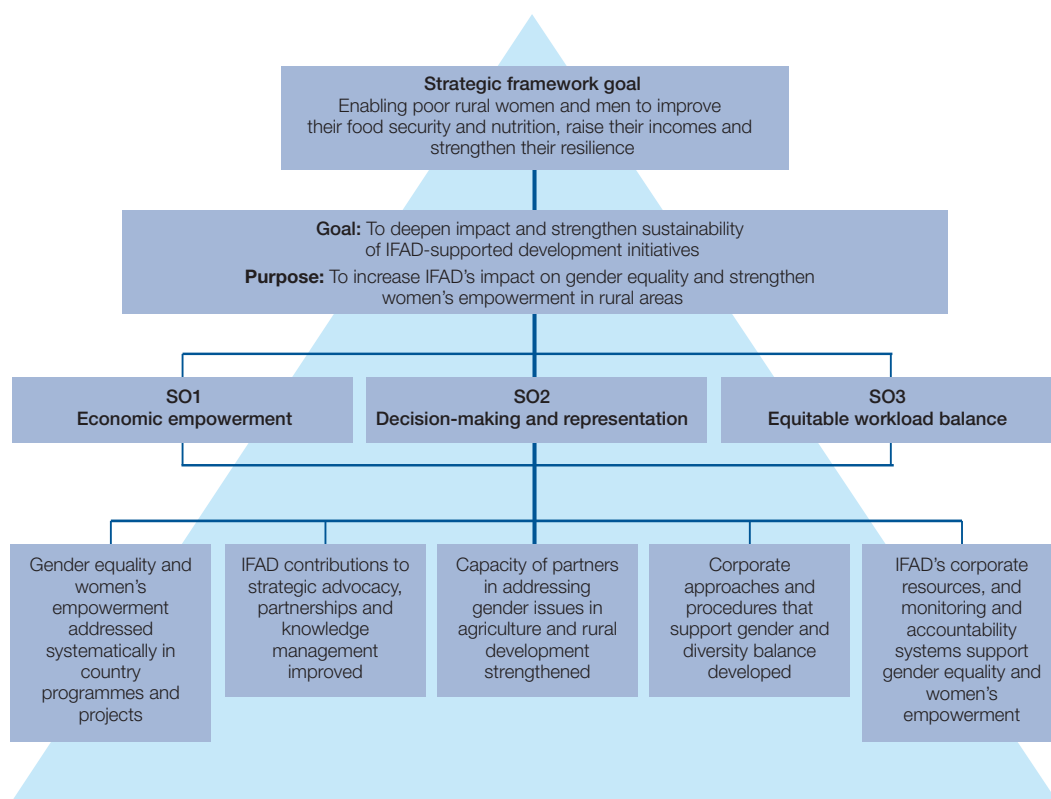 Strategic framework goal
Enabling poor rural women and men to improve
their food security and nutrition, raise their incomes and
strengthen their resilience
Goal: To deepen impact and strengthen sustainability
of IFAD-supported development initiatives
Purpose: To increase IFAD’s impact on gender equality and strengthen
women’s empowerment in rural areas
SO1
Economic empowerment
SO2
Decision-making and representation
SO3
Equitable workload balance
Gender equality and
women’s
empowerment
addressed
systematically in
country
programmes and
projects
IFAD contributions to
strategic advocacy,
partnerships and
knowledge
management
improved
Capacity of partners
in addressing
gender issues in
agriculture and rural
development
strengthened
Corporate
approaches and
procedures that
support gender and
diversity balance
developed
IFAD’s corporate
resources, and
monitoring and
accountability
systems support
gender equality and
women’s
empowerment